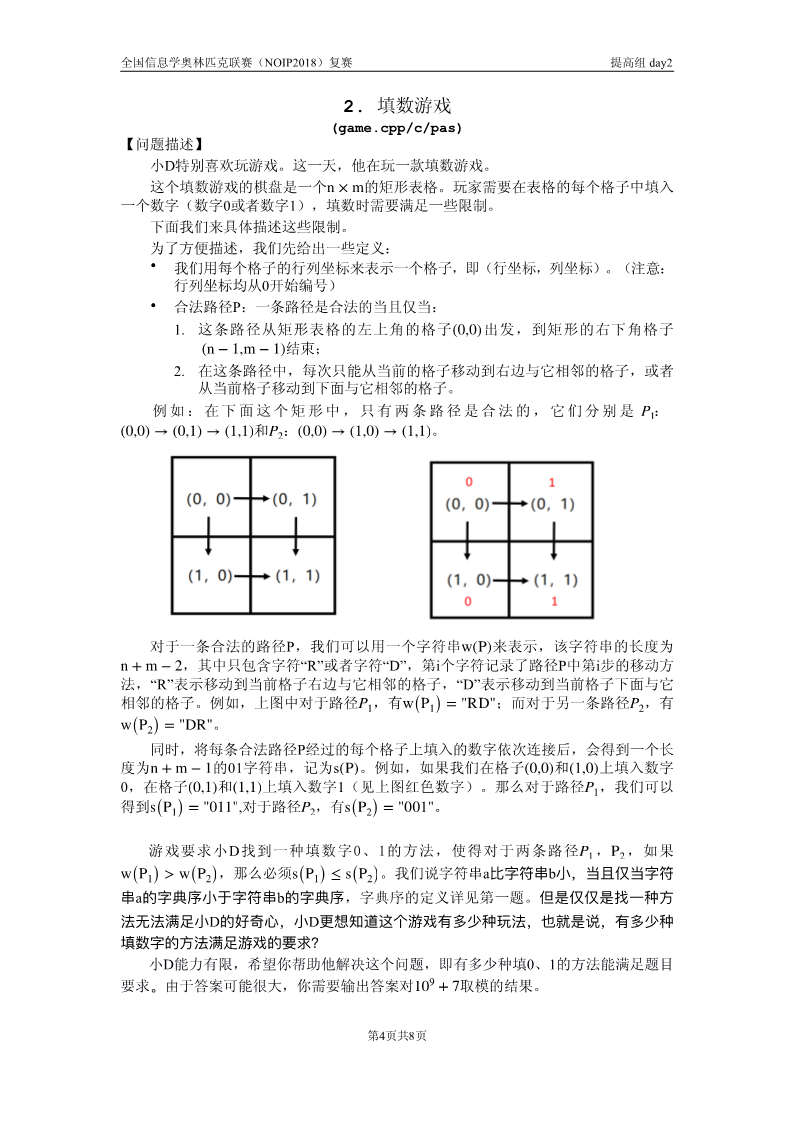 全国信息学奥林匹克联赛（NOIP2018）复赛 提高组 day2
2. 填数游戏
(game.cpp/c/pas)
【问题描述】
小D特别喜欢玩游戏。这一天，他在玩一款填数游戏。
这个填数游戏的棋盘是一个n × m的矩形表格。玩家需要在表格的每个格子中填入
一个数字（数字0或者数字1），填数时需要满足一些限制。
下面我们来具体描述这些限制。
为了方便描述，我们先给出一些定义：
• 我们用每个格子的行列坐标来表示一个格子，即（行坐标，列坐标）。（注意：
行列坐标均从0开始编号）
• 合法路径P：一条路径是合法的当且仅当：
1. 这条路径从矩形表格的左上角的格子(0,0)出发，到矩形的右下角格子
(n − 1,m − 1)结束；
2. 在这条路径中，每次只能从当前的格子移动到右边与它相邻的格子，或者
从当前格子移动到下面与它相邻的格子。
例如：在下面这个矩形中，只有两条路径是合法的，它们分别是 P₁：
(0,0) → (0,1) → (1,1)和P₂：(0,0) → (1,0) → (1,1)。
(0, 0) (0, 1)
(1, 0) (1, 1)
0 1
(0, 0) (0, 1)
(1, 0) (1, 1)
0 1
对于一条合法的路径P，我们可以用一个字符串w(P)来表示，该字符串的长度为
n + m − 2，其中只包含字符“R”或者字符“D”，第i个字符记录了路径P中第i步的移动方
法，“R”表示移动到当前格子右边与它相邻的格子，“D”表示移动到当前格子下面与它
相邻的格子。例如，上图中对于路径P₁，有w(P₁) = "RD"；而对于另一条路径P₂，有
w(P₂) = "DR"。
同时，将每条合法路径P经过的每个格子上填入的数字依次连接后，会得到一个长
度为n + m − 1的01字符串，记为s(P)。例如，如果我们在格子(0,0)和(1,0)上填入数字
0，在格子(0,1)和(1,1)上填入数字1（见上图红色数字）。那么对于路径P₁，我们可以
得到s(P₁) = "011",对于路径P₂，有s(P₂) = "001"。
游戏要求小D找到一种填数字0、1的方法，使得对于两条路径P₁，P₂，如果
w(P₁) > w(P₂)，那么必须s(P₁) ≤ s(P₂)。我们说字符串a比字符串b小，当且仅当字符
串a的字典序小于字符串b的字典序，字典序的定义详见第一题。但是仅仅是找一种方
法无法满足小D的好奇心，小D更想知道这个游戏有多少种玩法，也就是说，有多少种
填数字的方法满足游戏的要求？
小D能力有限，希望你帮助他解决这个问题，即有多少种填0、1的方法能满足题目
要求。由于答案可能很大，你需要输出答案对10⁹ + 7取模的结果。
第4页共8页